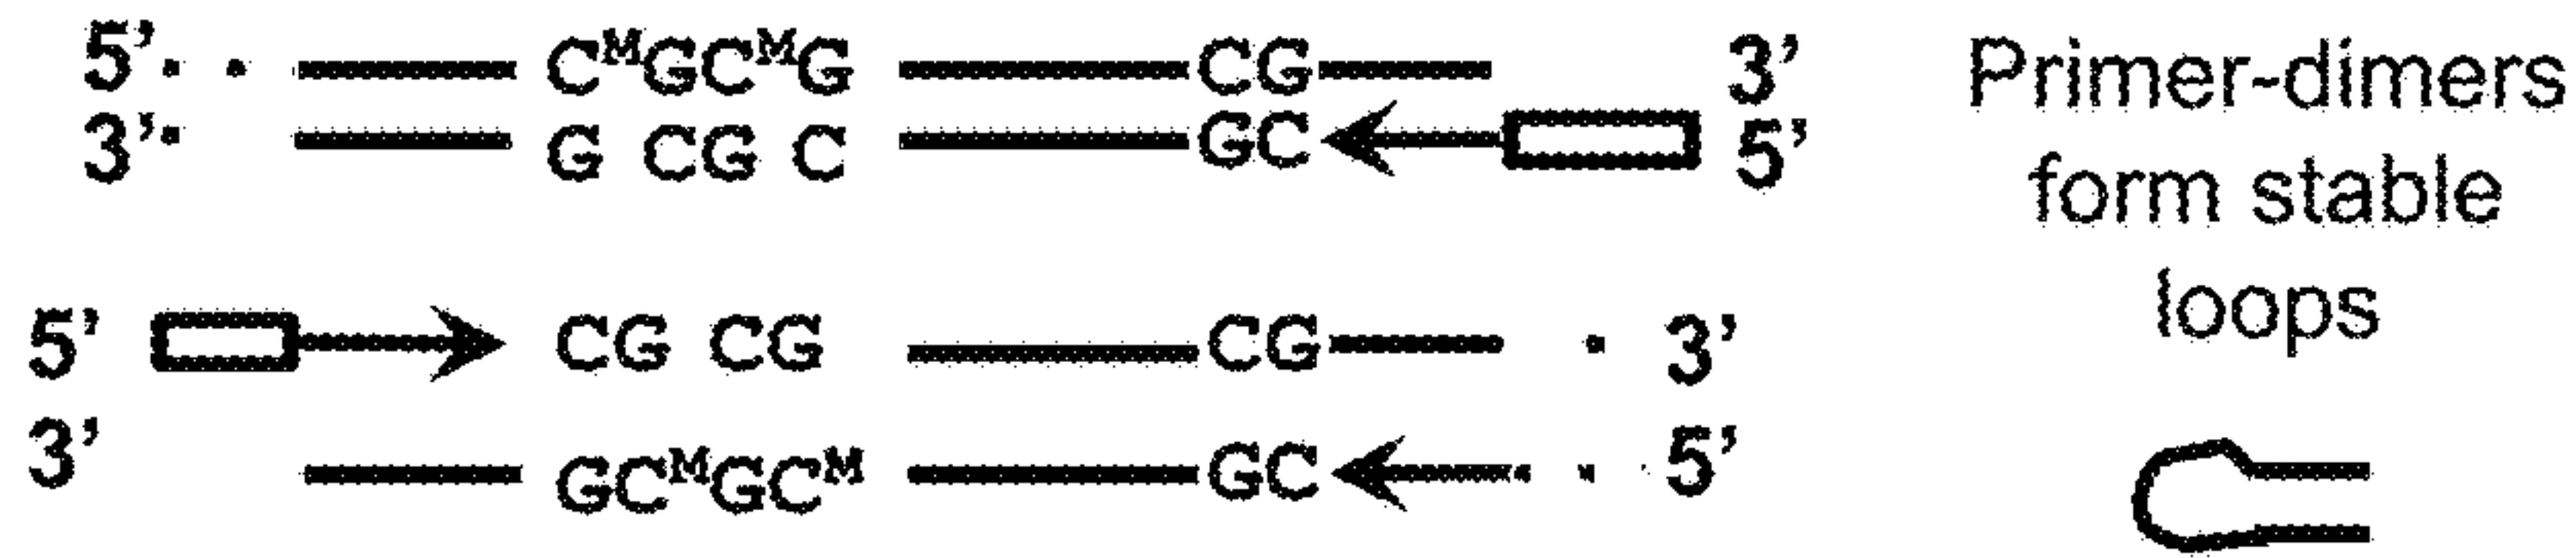 5' CᴹGCᴹG CG 3'
3' G CG C GC 5'
5' CG CG CG 3'
3' GCᴹGCᴹ GC 5'
Primer-dimers
form stable
loops